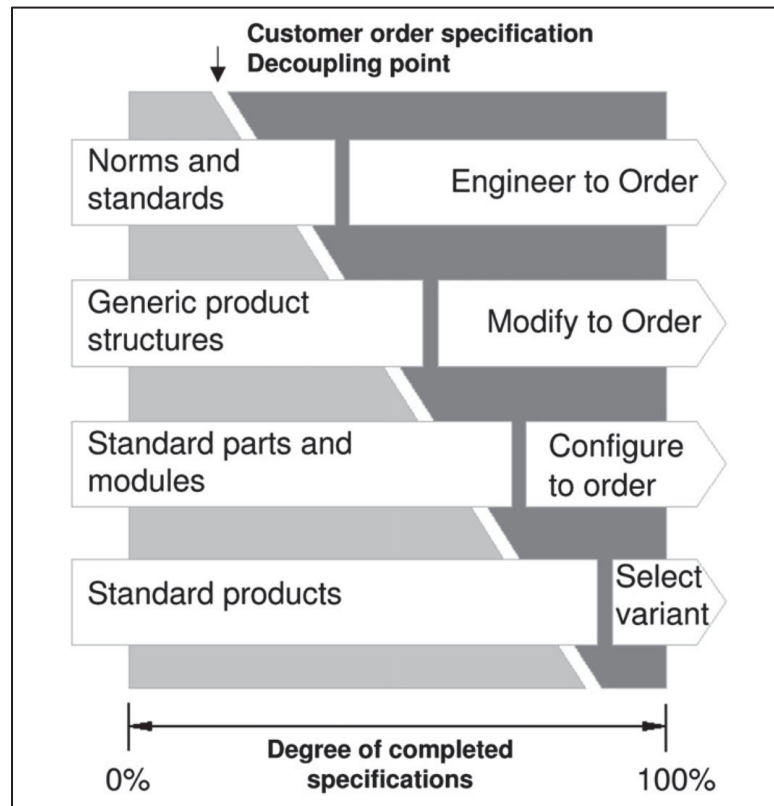 Customer order specification
Decoupling point
Norms and
standards
Engineer to Order
Generic product
structures
Modify to Order
Standard parts and
modules
Configure
to order
Standard products
Select
variant
Degree of completed
specifications
0%
100%